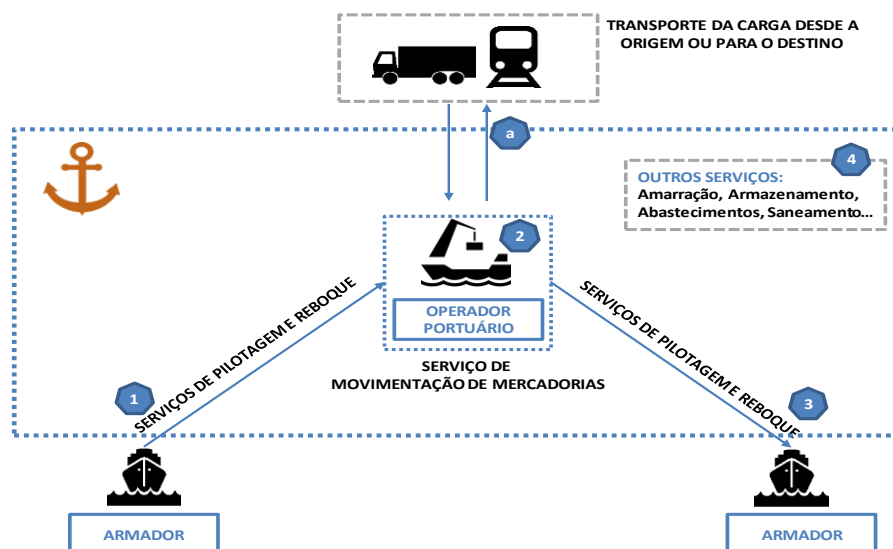 TRANSPORTE DA CARGA DESDE A
ORIGEM OU PARA O DESTINO
a
4
OUTROS SERVIÇOS:
Amarração, Armazenamento,
Abastecimentos, Saneamento...
2
OPERADOR
PORTUÁRIO
SERVIÇO DE
MOVIMENTAÇÃO DE MERCADORIAS
1
SERVIÇOS DE PILOTAGEM E REBOQUE
SERVIÇOS DE PILOTAGEM E REBOQUE
3
ARMADOR
ARMADOR